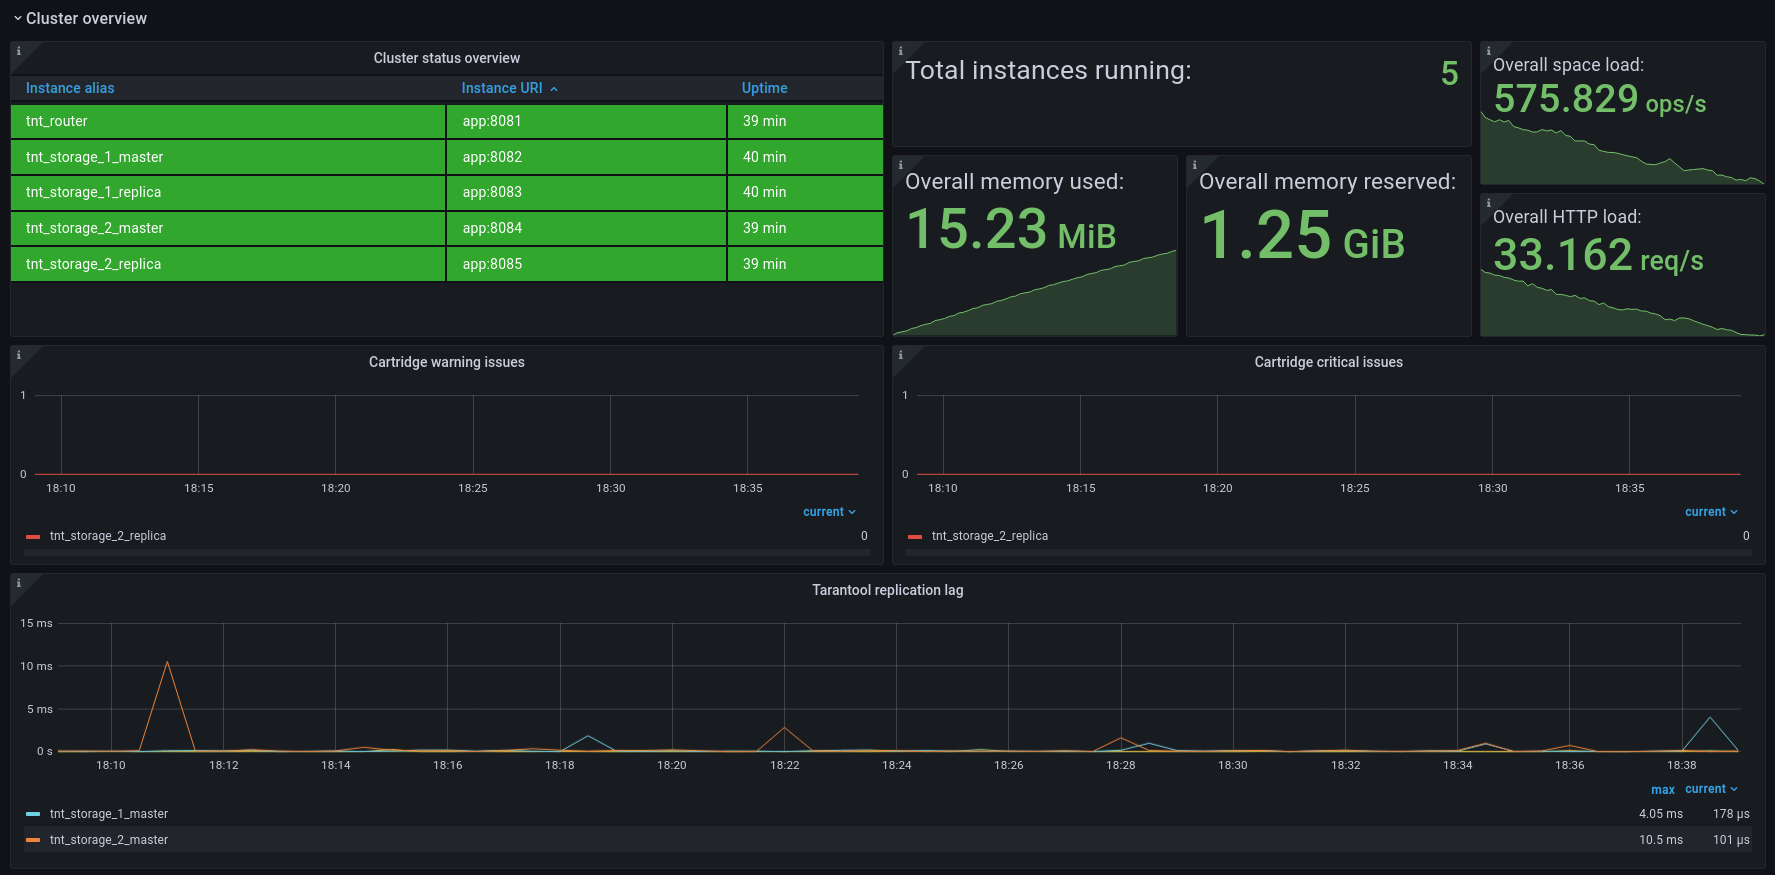 Cluster overview
Cluster status overview
Instance alias Instance URI Uptime
tnt_router app:8081 39 min
tnt_storage_1_master app:8082 40 min
tnt_storage_1_replica app:8083 40 min
tnt_storage_2_master app:8084 39 min
tnt_storage_2_replica app:8085 39 min
Total instances running: 5
Overall space load:
575.829 ops/s
Overall memory used:
15.23 MiB
Overall memory reserved:
1.25 GiB
Overall HTTP load:
33.162 req/s
Cartridge warning issues
1
0
18:10 18:15 18:20 18:25 18:30 18:35
current
tnt_storage_2_replica 0
Cartridge critical issues
1
0
18:10 18:15 18:20 18:25 18:30 18:35
current
tnt_storage_2_replica 0
Tarantool replication lag
15 ms
10 ms
5 ms
0 s
18:10 18:12 18:14 18:16 18:18 18:20 18:22 18:24 18:26 18:28 18:30 18:32 18:34 18:36 18:38
max current
tnt_storage_1_master 4.05 ms 178 µs
tnt_storage_2_master 10.5 ms 101 µs